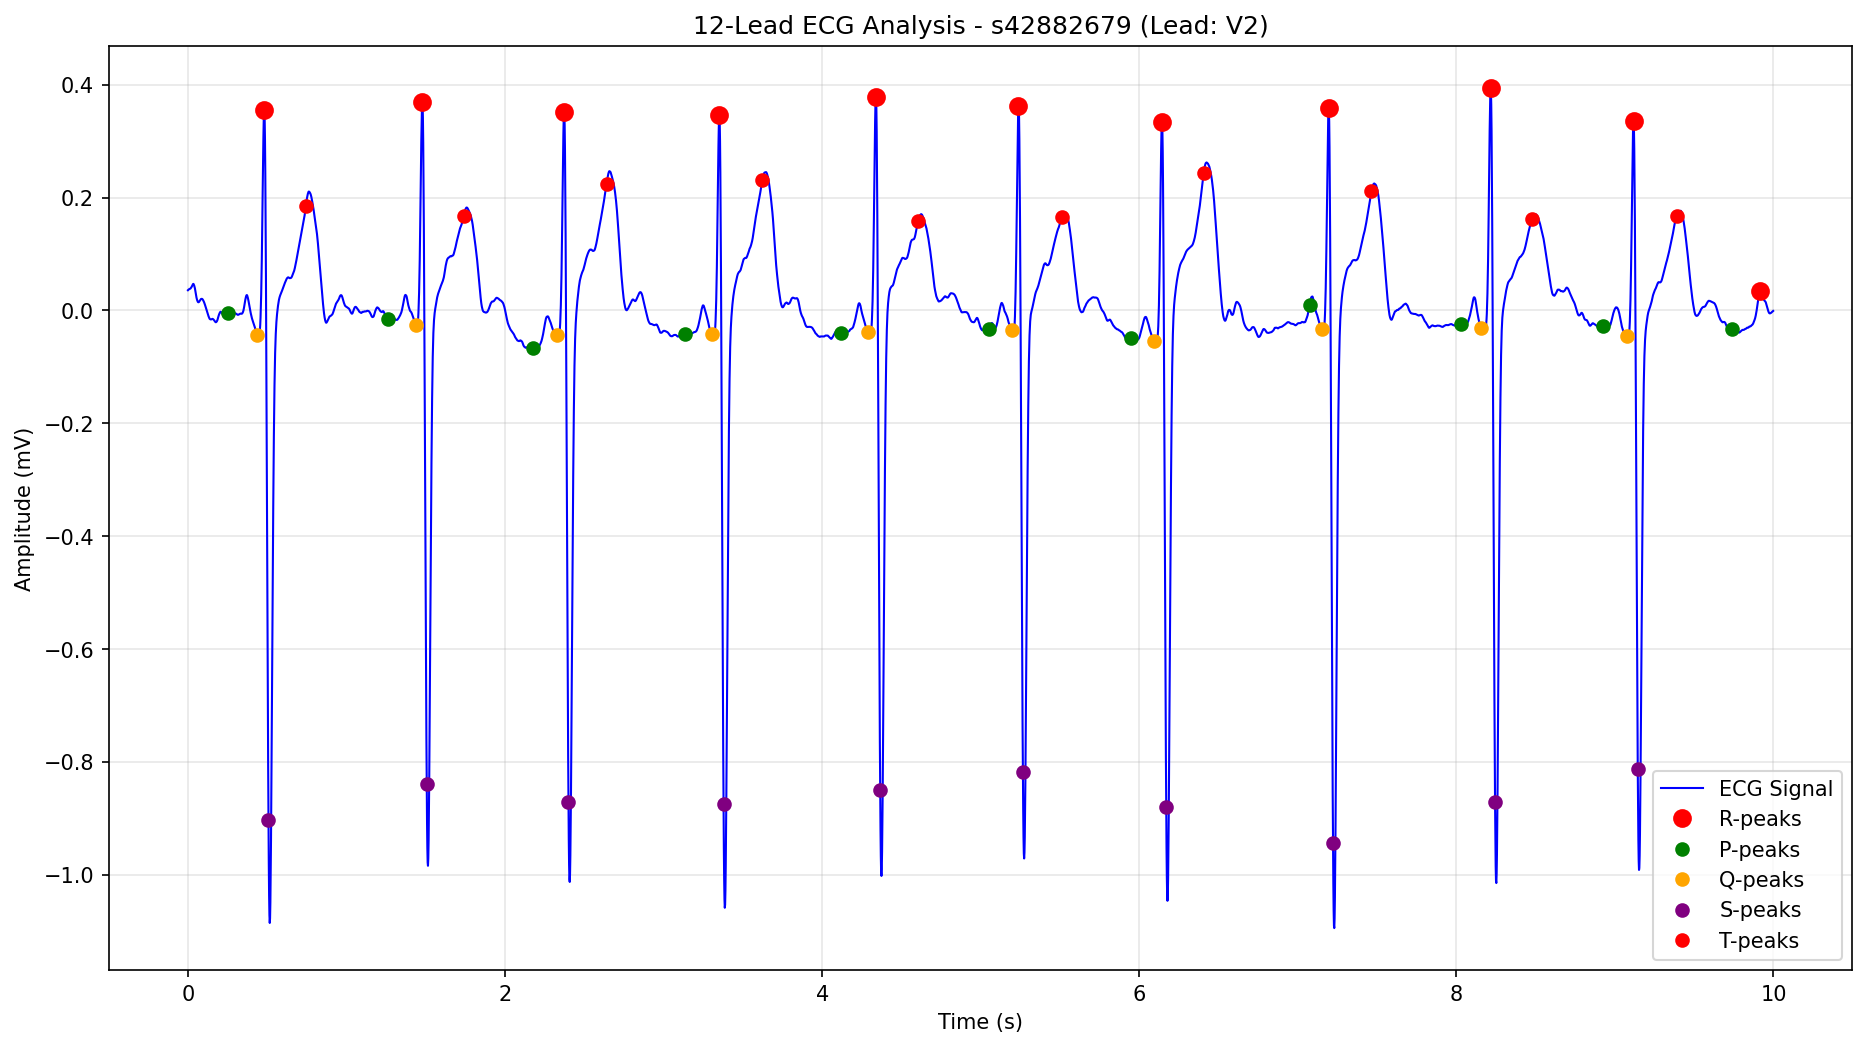 12-Lead ECG Analysis - s42882679 (Lead: V2)
Amplitude (mV)
0.4
0.2
0.0
−0.2
−0.4
−0.6
−0.8
−1.0
0 2 4 6 8 10
Time (s)
ECG Signal
R-peaks
P-peaks
Q-peaks
S-peaks
T-peaks